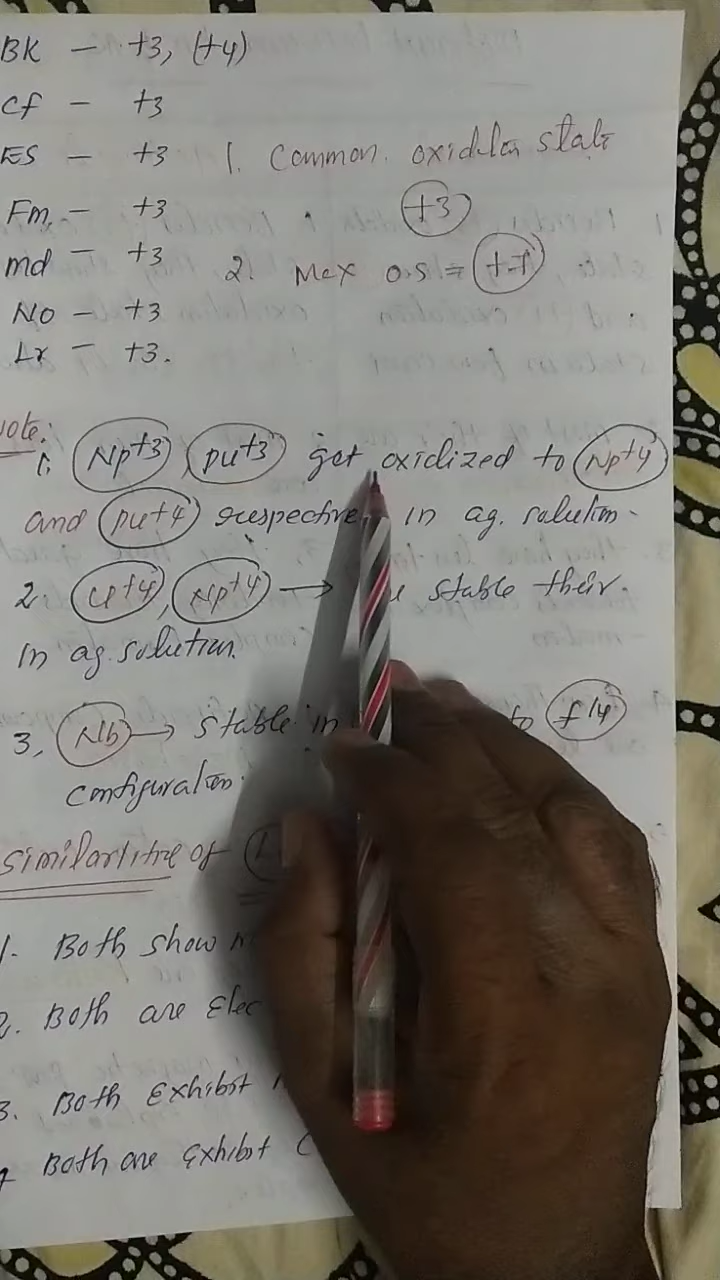 BK - +3, (+4)
Cf - +3
ES - +3 1. Common. oxidation state
Fm - +3 (+3)
md - +3 2. Max O.S = +7
No - +3
Lr - +3.
Note:
1. Np+3, Pu+3 get oxidized to Np+4
and Pu+4 respective in aq. solution.
2. U+4, Np+4 → stable their
in aq. solution.
3, → stable in to f14
configuration.
similartitre of
1. Both show
2. Both are Elec
3. Both Exhibit
Both are Exhibit